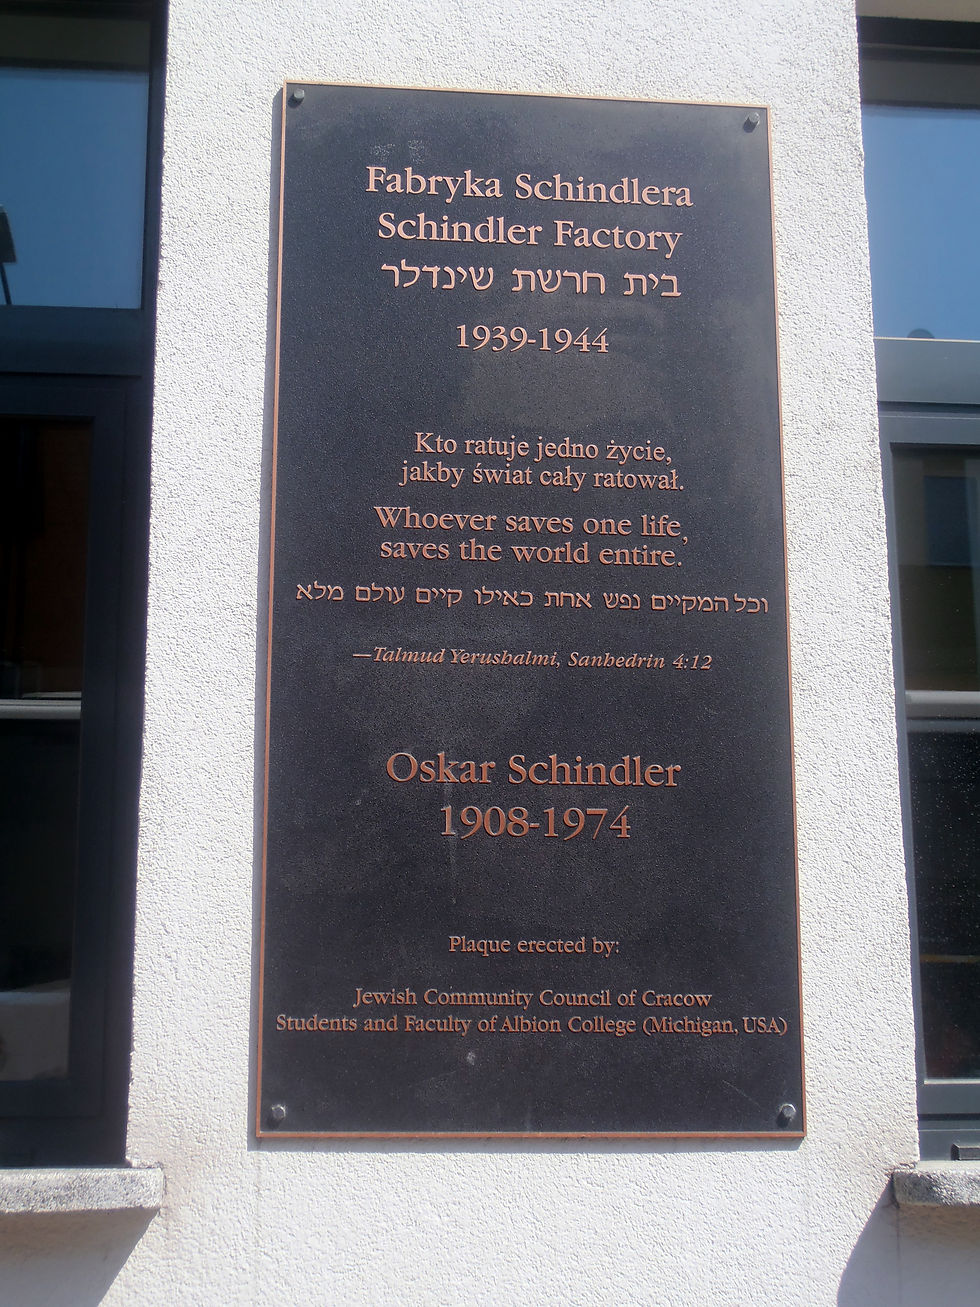 Fabryka Schindlera
Schindler Factory
בית חרשת שינדלר
1939-1944
Kto ratuje jedno życie,
jakby świat cały ratował.
Whoever saves one life,
saves the world entire.
וכל המקיים נפש אחת כאילו קיים עולם מלא
—Talmud Yerushalmi, Sanhedrin 4:12
Oskar Schindler
1908-1974
Plaque erected by:
Jewish Community Council of Cracow
Students and Faculty of Albion College (Michigan, USA)